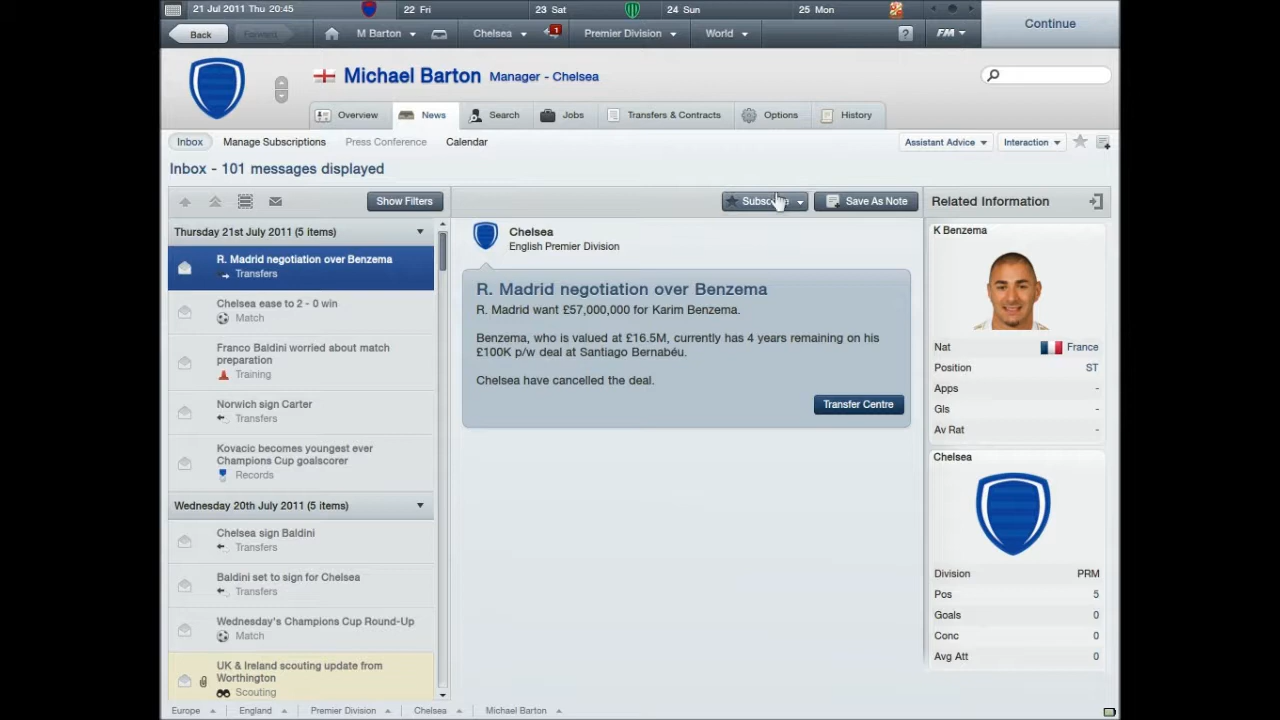 21 Jul 2011 Thu 20:45
22 Fri
23 Sat
24 Sun
25 Mon
Continue
Back
Forward
M Barton
Chelsea
1
Premier Division
World
?
FM
Michael Barton
Manager - Chelsea
Overview
News
Search
Jobs
Transfers & Contracts
Options
History
Inbox
Manage Subscriptions
Press Conference
Calendar
Assistant Advice
Interaction
Inbox - 101 messages displayed
Show Filters
Save As Note
Related Information
Thursday 21st July 2011 (5 items)
R. Madrid negotiation over Benzema
Transfers
Chelsea ease to 2 - 0 win
Match
Franco Baldini worried about match
preparation
Training
Norwich sign Carter
Transfers
Kovacic becomes youngest ever
Champions Cup goalscorer
Records
Wednesday 20th July 2011 (5 items)
Chelsea sign Baldini
Transfers
Baldini set to sign for Chelsea
Transfers
Wednesday's Champions Cup Round-Up
Match
UK & Ireland scouting update from
Worthington
Scouting
Chelsea
English Premier Division
R. Madrid negotiation over Benzema
R. Madrid want £57,000,000 for Karim Benzema.
Benzema, who is valued at £16.5M, currently has 4 years remaining on his
£100K p/w deal at Santiago Bernabéu.
Chelsea have cancelled the deal.
Transfer Centre
K Benzema
Nat France
Position ST
Apps -
Gls -
Av Rat -
Chelsea
Division PRM
Pos 5
Goals 0
Conc 0
Avg Att 0
Europe
England
Premier Division
Chelsea
Michael Barton